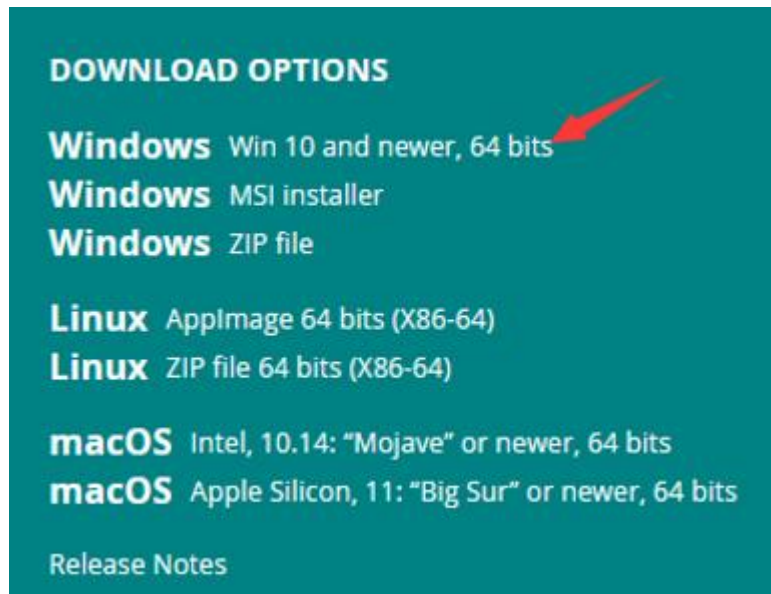 DOWNLOAD OPTIONS
Windows Win 10 and newer, 64 bits
Windows MSI installer
Windows ZIP file
Linux AppImage 64 bits (X86-64)
Linux ZIP file 64 bits (X86-64)
macOS Intel, 10.14: “Mojave” or newer, 64 bits
macOS Apple Silicon, 11: “Big Sur” or newer, 64 bits
Release Notes